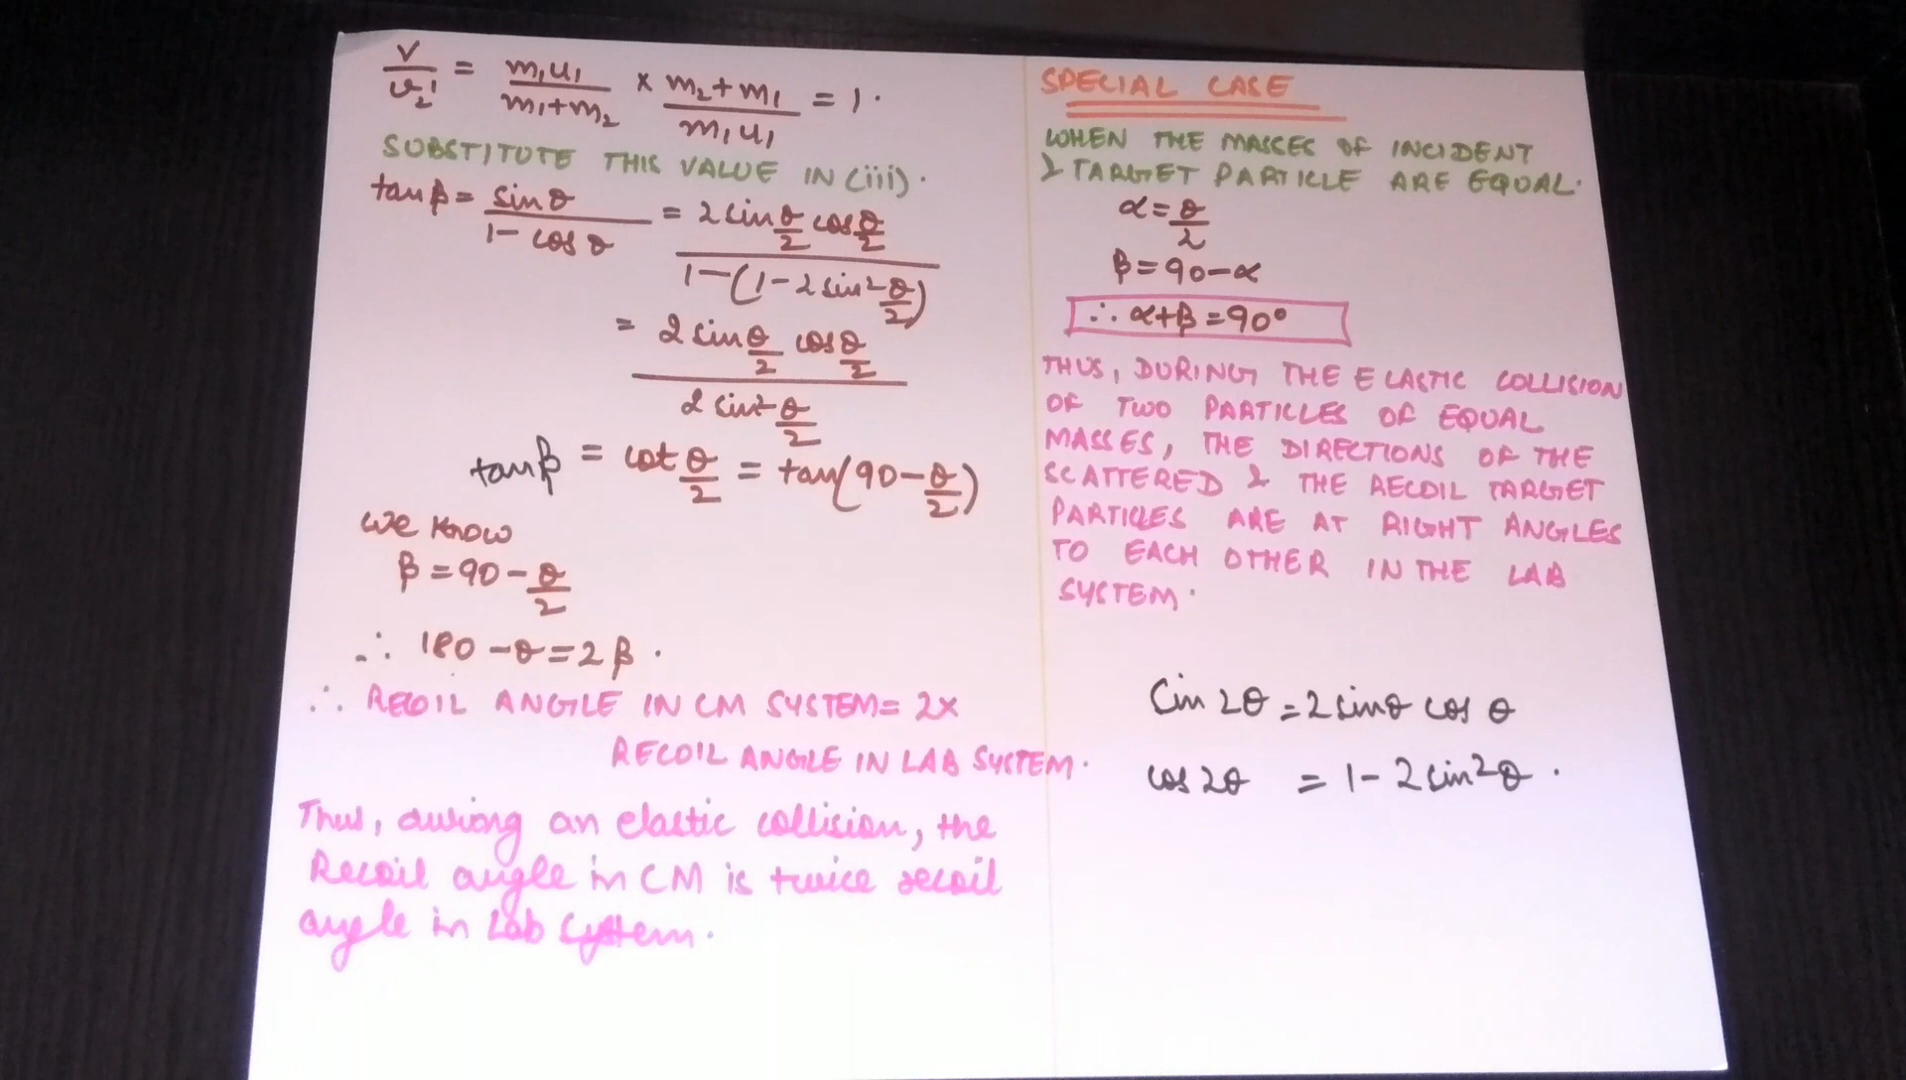 V/v₂' = m₁u₁/(m₁+m₂) × (m₂+m₁)/(m₁u₁) = 1.
SUBSTITUTE THIS VALUE IN (iii).
tan β = sin θ/(1 - cos θ) = 2 sin θ/2 cos θ/2 / (1-(1-2 sin² θ/2))
= 2 sin θ/2 cos θ/2 / (2 sin² θ/2)
tan β = cot θ/2 = tan(90-θ/2)
We know
β = 90 - θ/2
∴ 180 - θ = 2β.
∴ RECOIL ANGLE IN CM SYSTEM = 2x
RECOIL ANGLE IN LAB SYSTEM.
Thus, during an elastic collision, the
Recoil angle in CM is twice recoil
angle in Lab System.
SPECIAL CASE
WHEN THE MASSES OF INCIDENT
& TARGET PARTICLE ARE EQUAL.
α = θ/2
β = 90-α
∴ α+β = 90°
THUS, DURING THE ELASTIC COLLISION
OF TWO PARTICLES OF EQUAL
MASSES, THE DIRECTIONS OF THE
SCATTERED & THE RECOIL TARGET
PARTICLES ARE AT RIGHT ANGLES
TO EACH OTHER IN THE LAB
SYSTEM.
Sin 2θ = 2 sin θ cos θ
cos 2θ = 1 - 2 sin² θ.